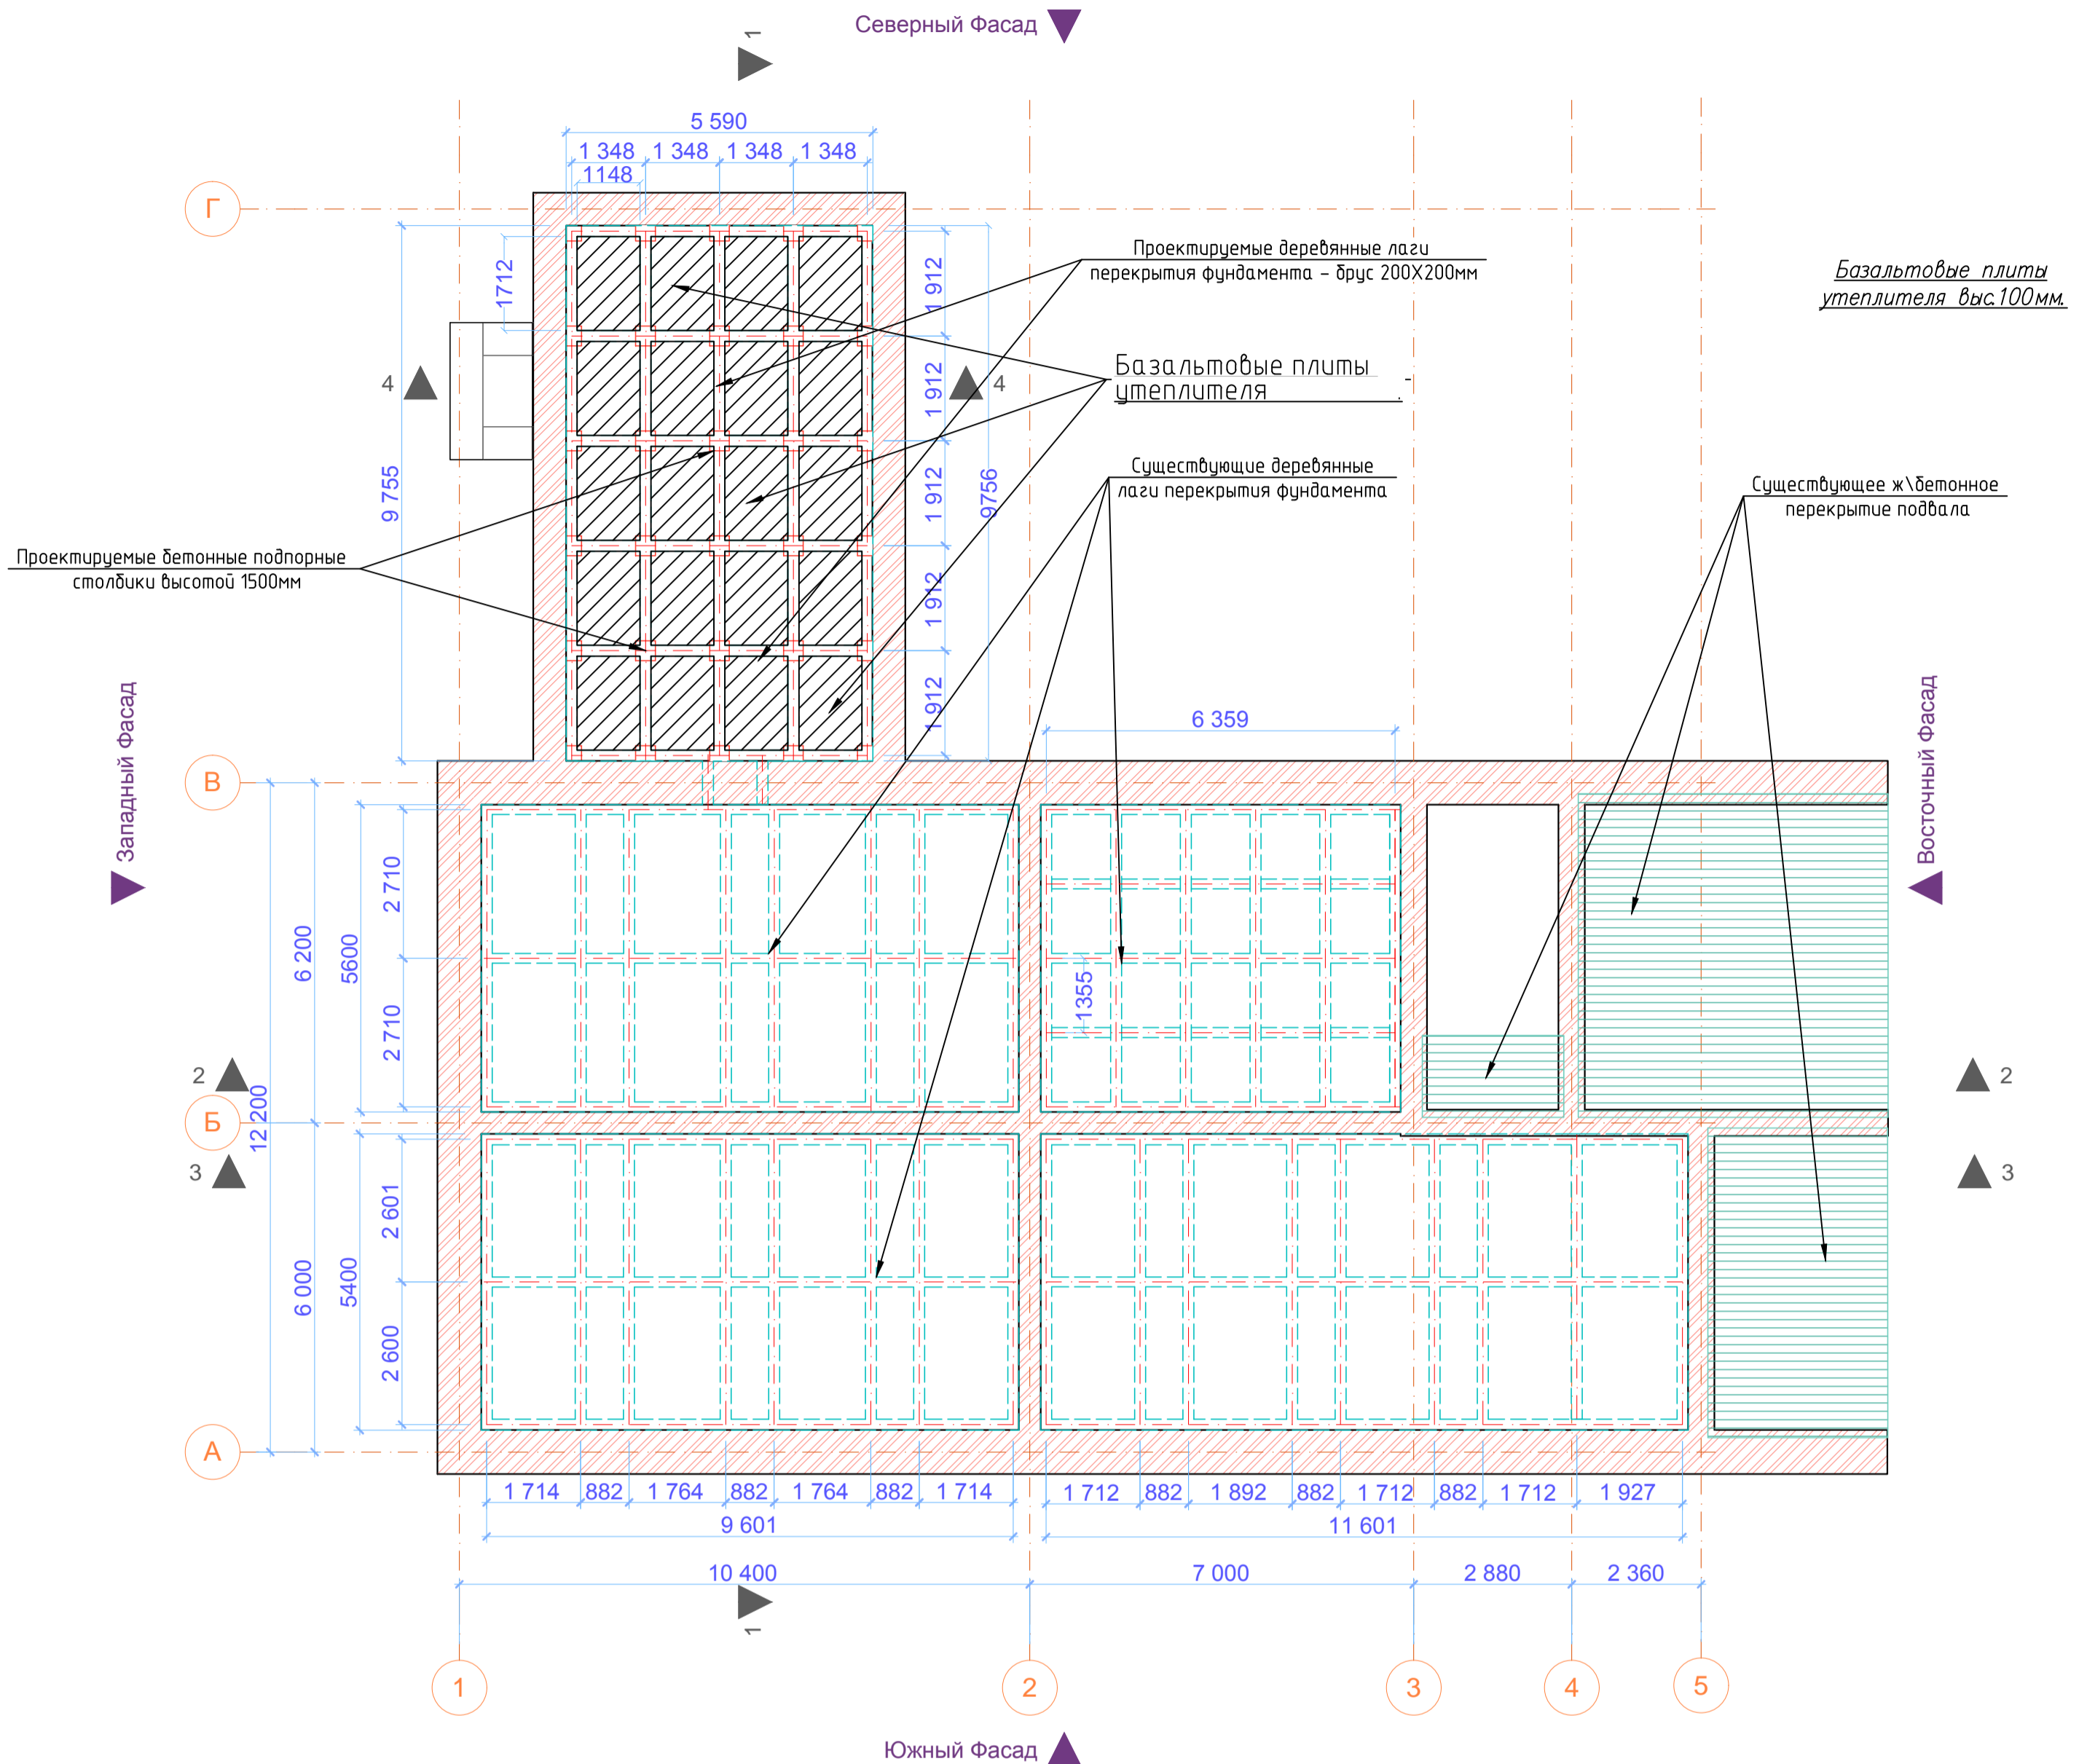 Северный Фасад
1
5 590
1 348 1 348 1 348 1 348
1148
Г
Проектируемые деревянные лаги
перекрытия фундамента – брус 200Х200мм
Базальтовые плиты
утеплителя выс.100мм.
1712
1 912
1 912
1 912
1 912
1 912
9 755
9756
4
4
Базальтовые плиты
утеплителя
Существующие деревянные
лаги перекрытия фундамента
Существующее ж\бетонное
перекрытие подвала
Проектируемые бетонные подпорные
столбики высотой 1500мм
Западный Фасад
Восточный Фасад
6 359
В
2 710
2 710
5600
6 200
12 200
1355
2
2
Б
3
3
2 601
2 600
5400
6 000
А
1 714 882 1 764 882 1 764 882 1 714
1 712 882 1 892 882 1 712 882 1 712 1 927
9 601
11 601
10 400 7 000 2 880 2 360
1
1 2 3 4 5
Южный Фасад